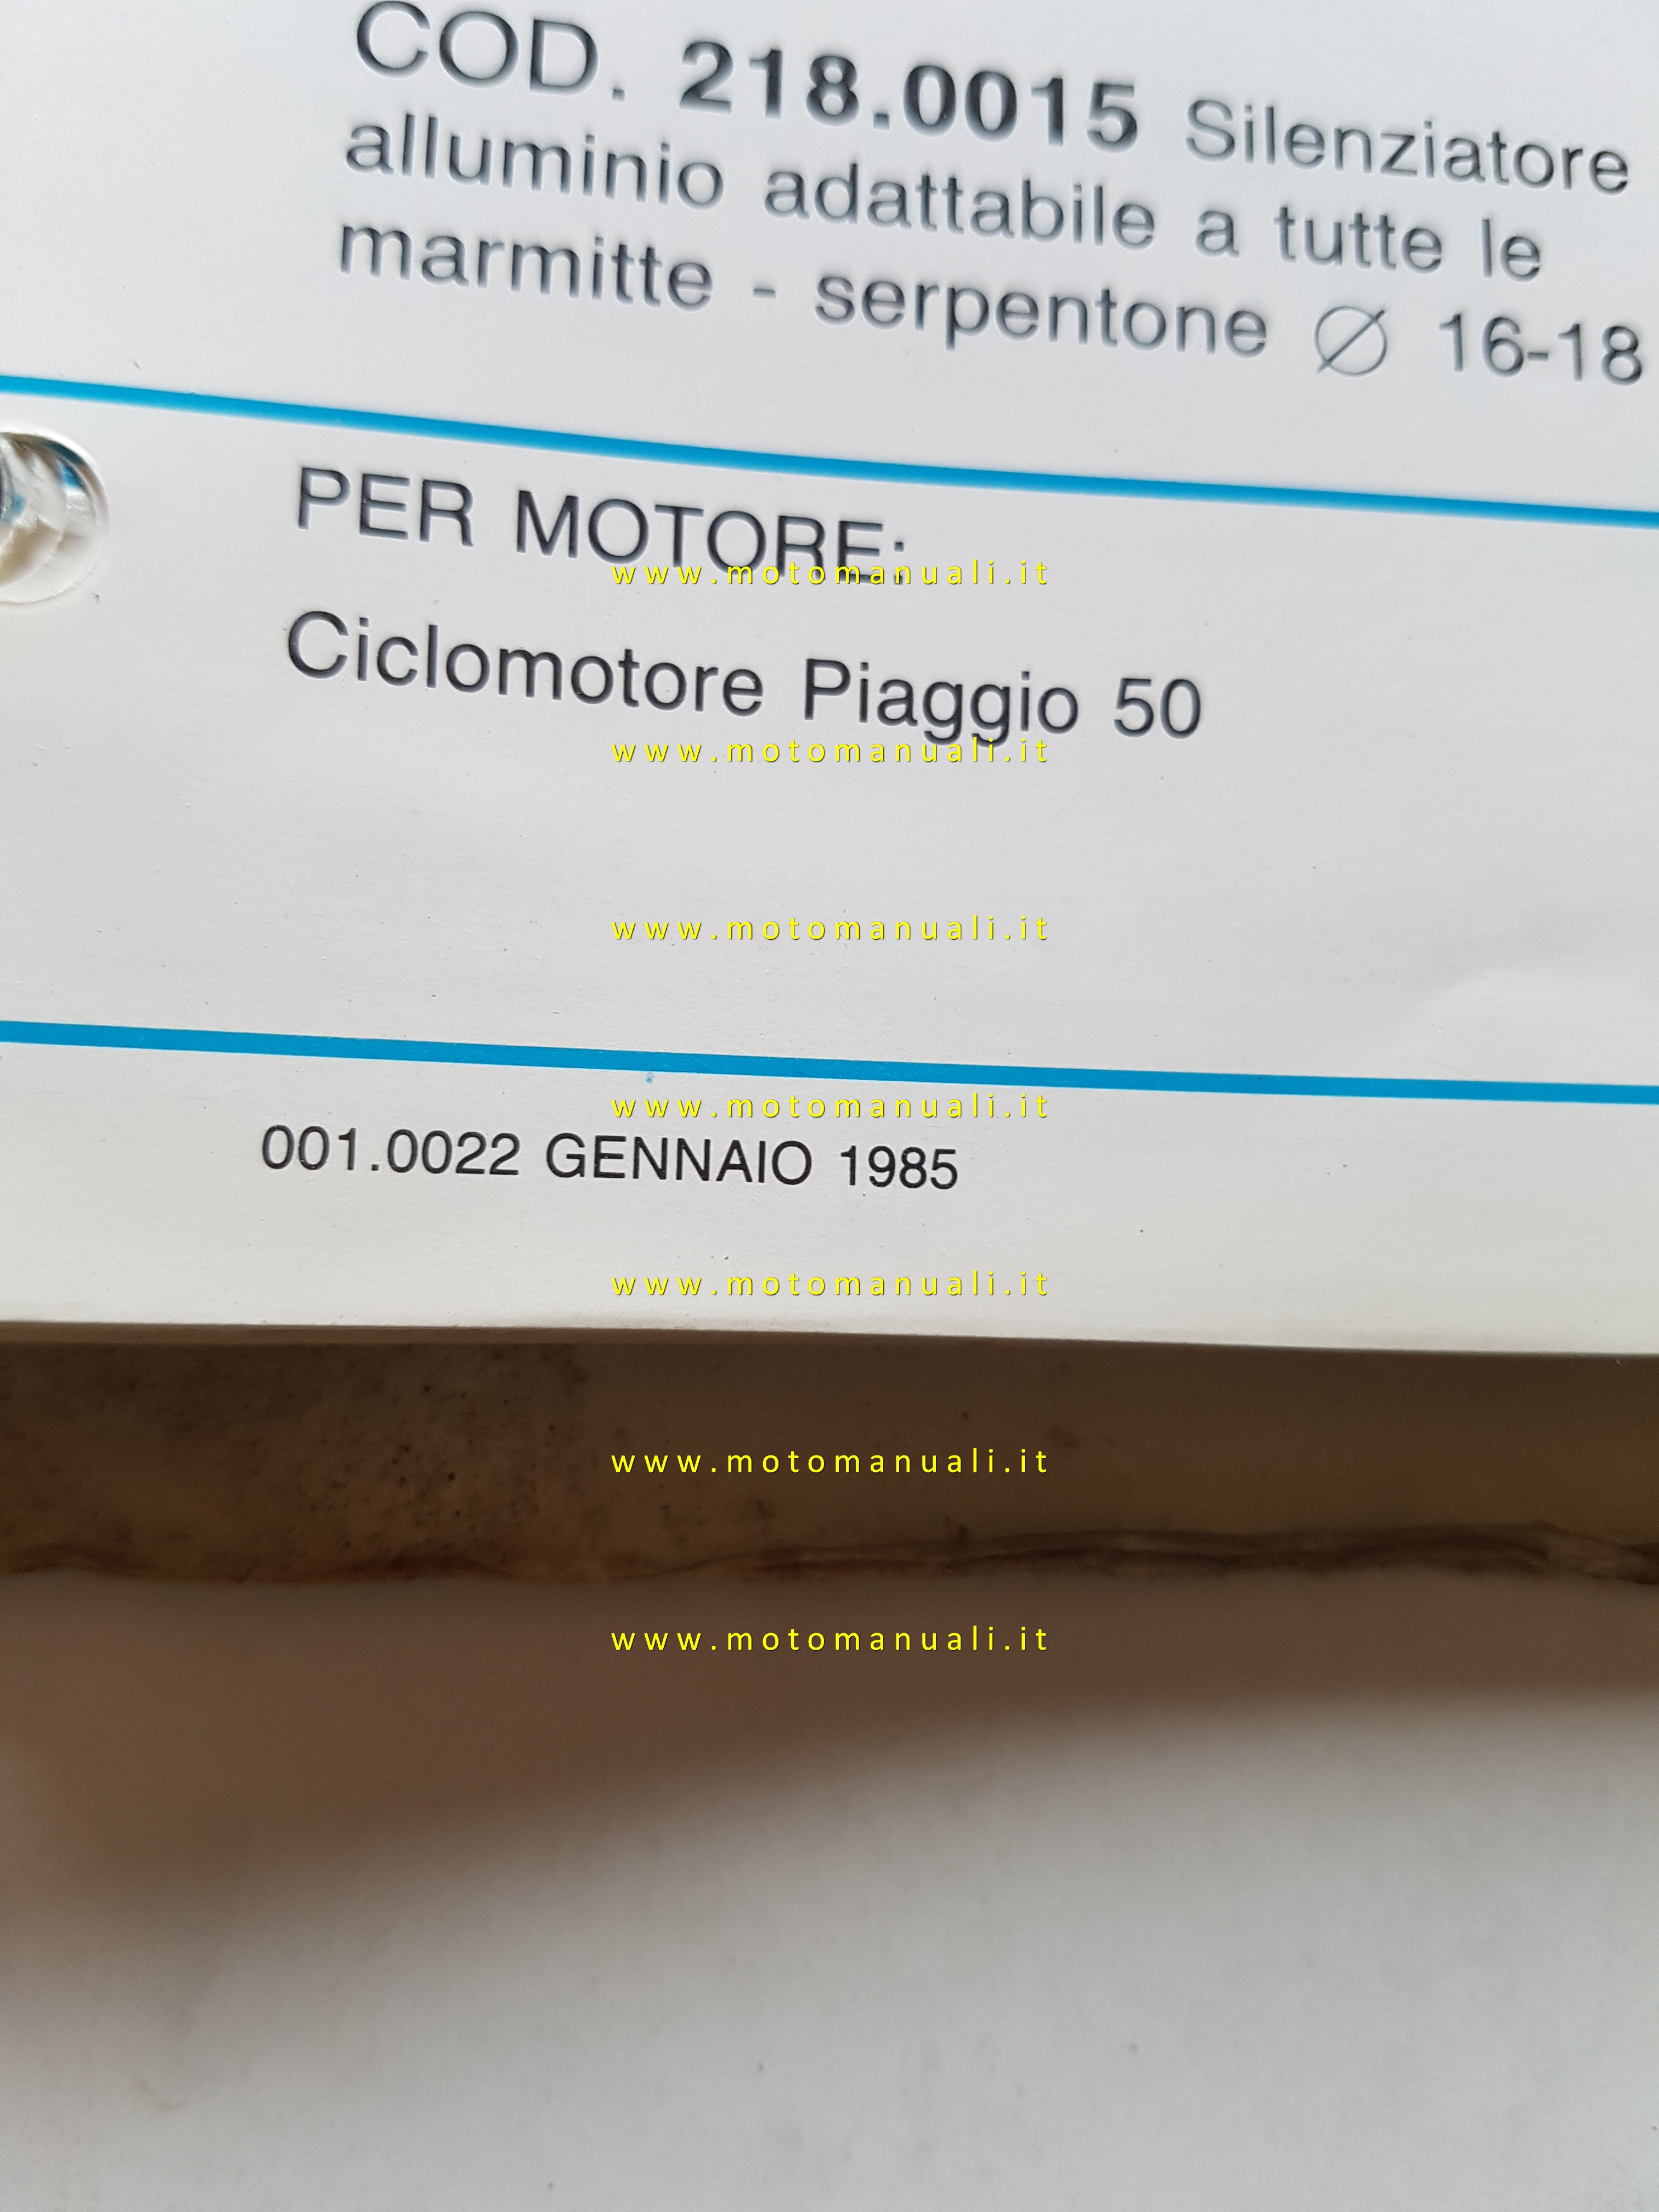 COD. 218.0015 Silenziatore
alluminio adattabile a tutte le
marmitte - serpentone ∅ 16-18
PER MOTORE:
www.motomanuali.it
Ciclomotore Piaggio 50
www.motomanuali.it
www.motomanuali.it
www.motomanuali.it
001.0022 GENNAIO 1985
www.motomanuali.it
www.motomanuali.it
www.motomanuali.it